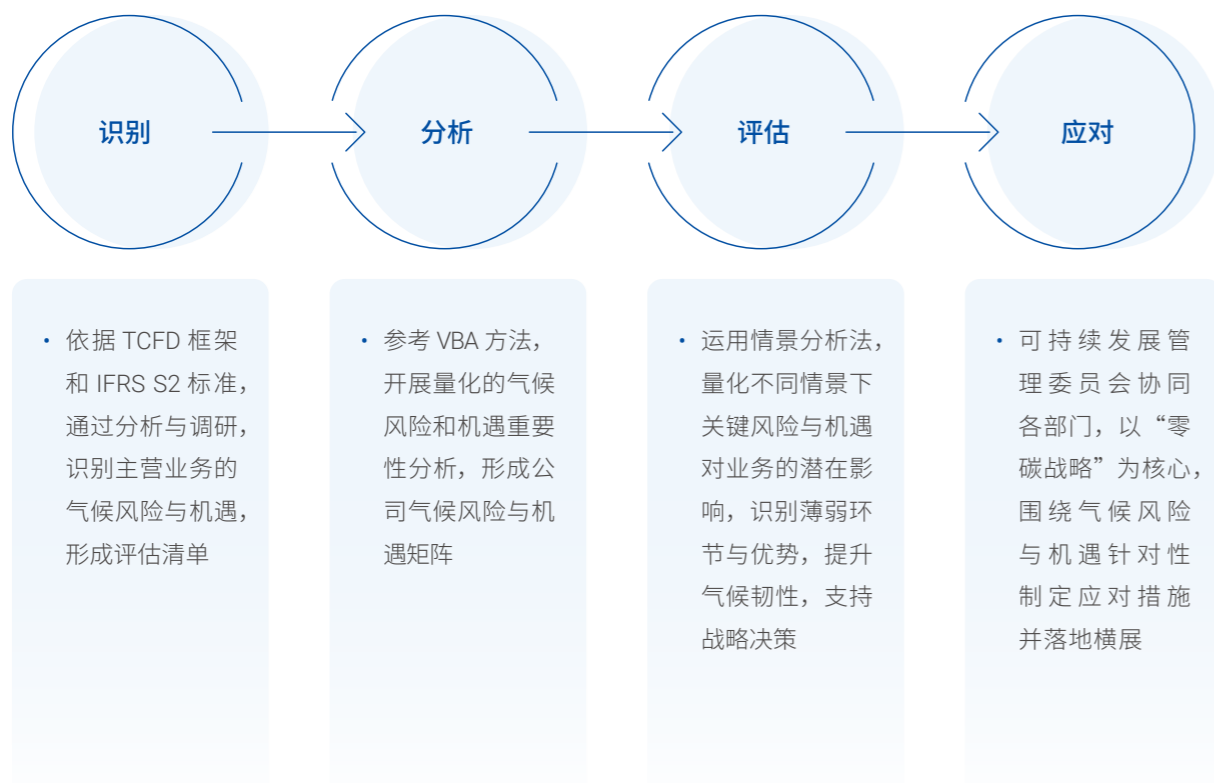 识别
分析
评估
应对
• 依据 TCFD 框架
和 IFRS S2 标准，
通过分析与调研，
识别主营业务的
气候风险与机遇，
形成评估清单
• 参考 VBA 方法，
开展量化的气候
风险和机遇重要
性分析，形成公
司气候风险与机
遇矩阵
• 运用情景分析法，
量化不同情景下
关键风险与机遇
对业务的潜在影
响，识别薄弱环
节与优势，提升
气候韧性，支持
战略决策
• 可持续发展管
理委员会协同
各部门，以“零
碳战略”为核心，
围绕气候风险
与机遇针对性
制定应对措施
并落地横展